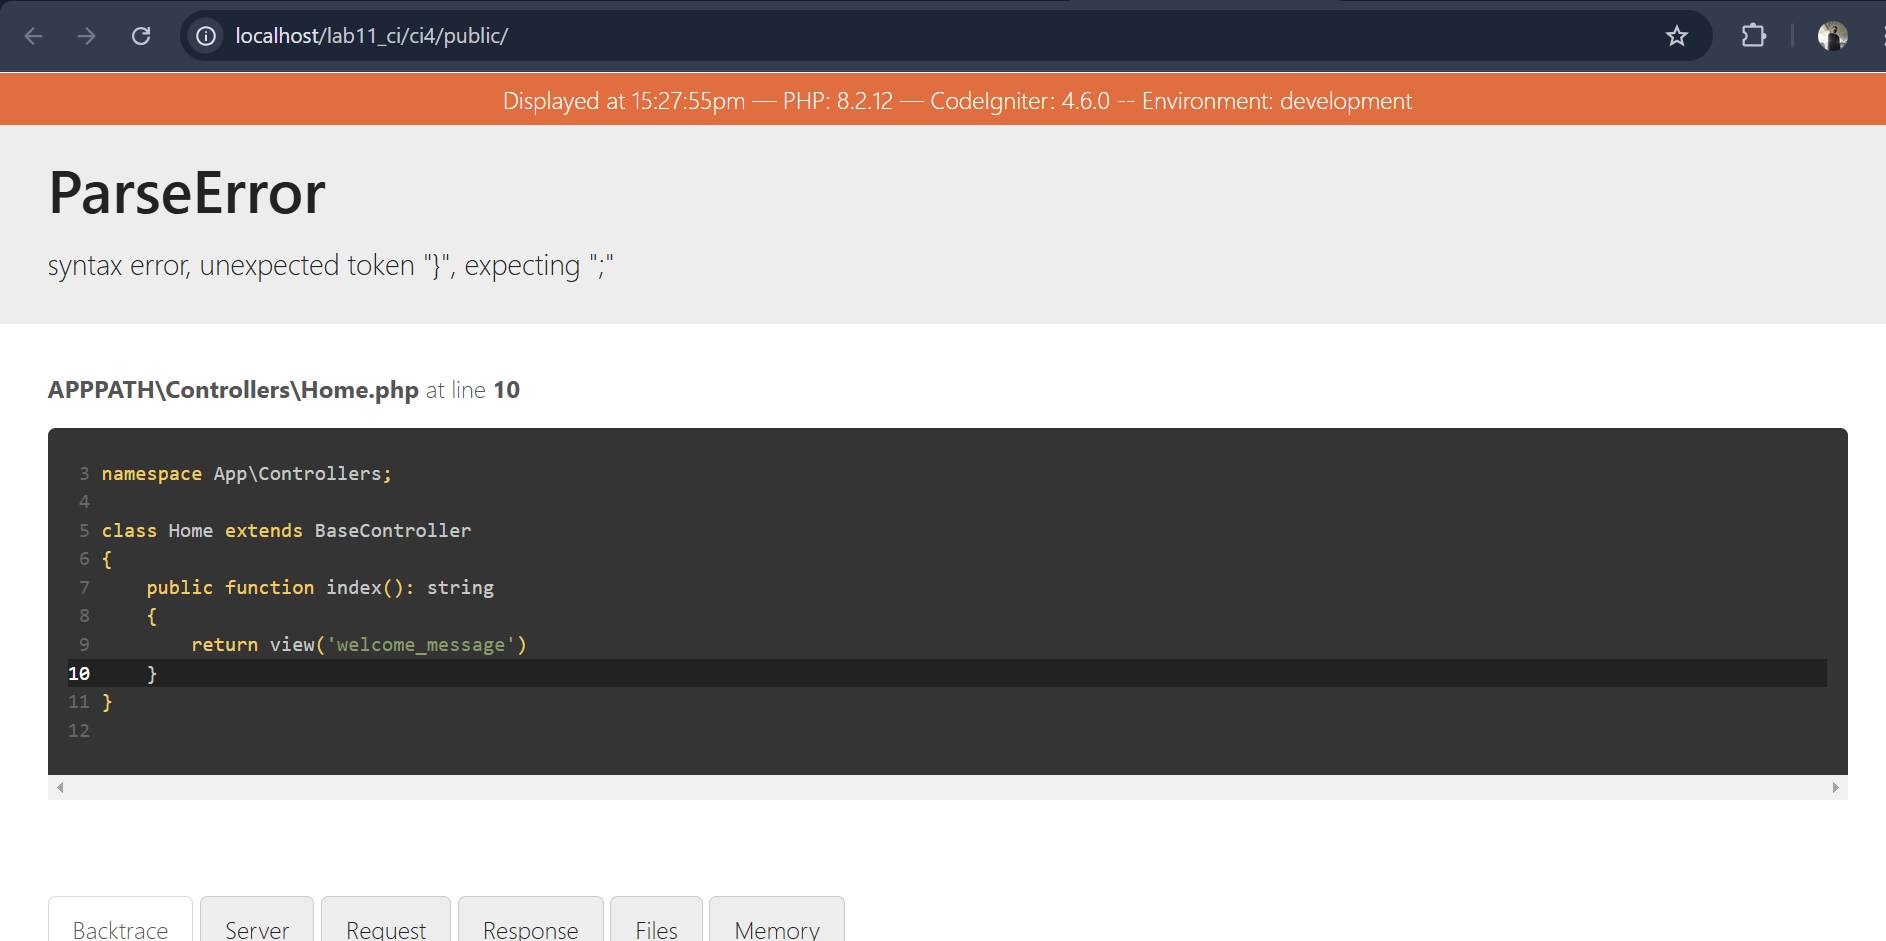 localhost/lab11_ci/ci4/public/
Displayed at 15:27:55pm — PHP: 8.2.12 — CodeIgniter: 4.6.0 -- Environment: development
ParseError
syntax error, unexpected token "}", expecting ";"
APPPATH\Controllers\Home.php at line 10
3 namespace App\Controllers;
4
5 class Home extends BaseController
6 {
7     public function index(): string
8     {
9         return view('welcome_message')
10     }
11 }
12
Backtrace Server Request Response Files Memory